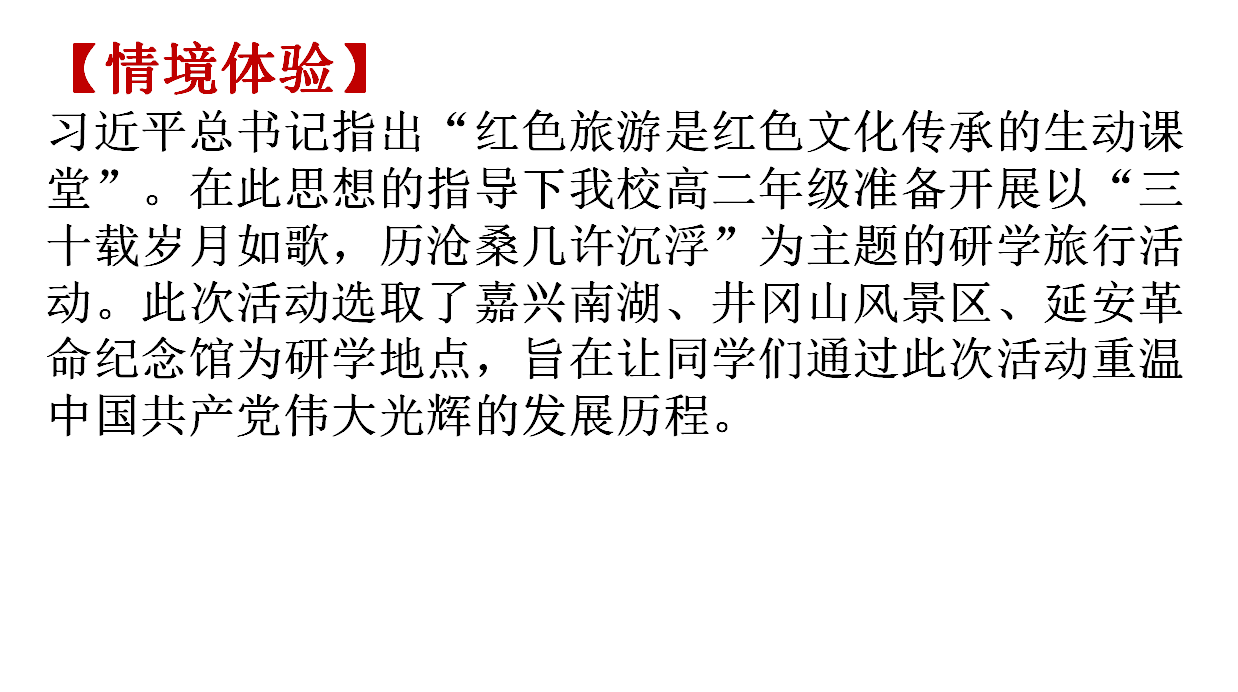 【情境体验】
习近平总书记指出“红色旅游是红色文化传承的生动课
堂”。在此思想的指导下我校高二年级准备开展以“三
十载岁月如歌，历沧桑几许沉浮”为主题的研学旅行活
动。此次活动选取了嘉兴南湖、井冈山风景区、延安革
命纪念馆为研学地点，旨在让同学们通过此次活动重温
中国共产党伟大光辉的发展历程。